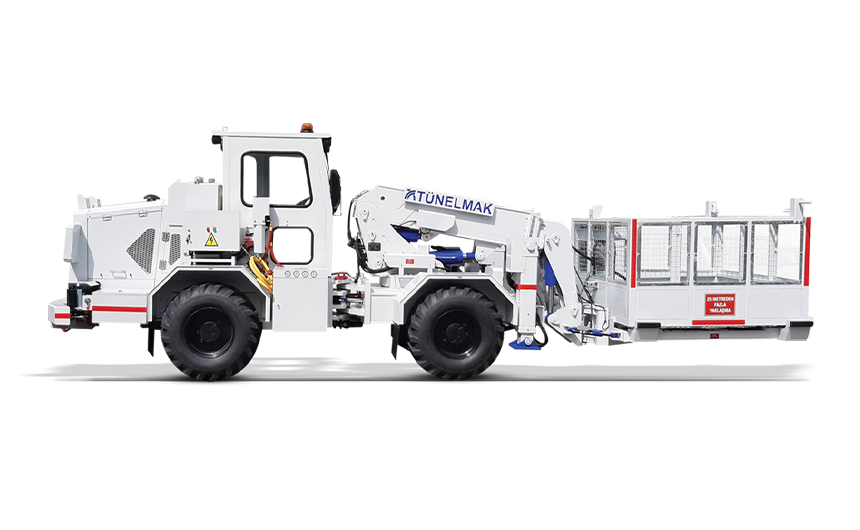 TÜNELMAK
25 METREDEN
FAZLA
YAKLAŞMA